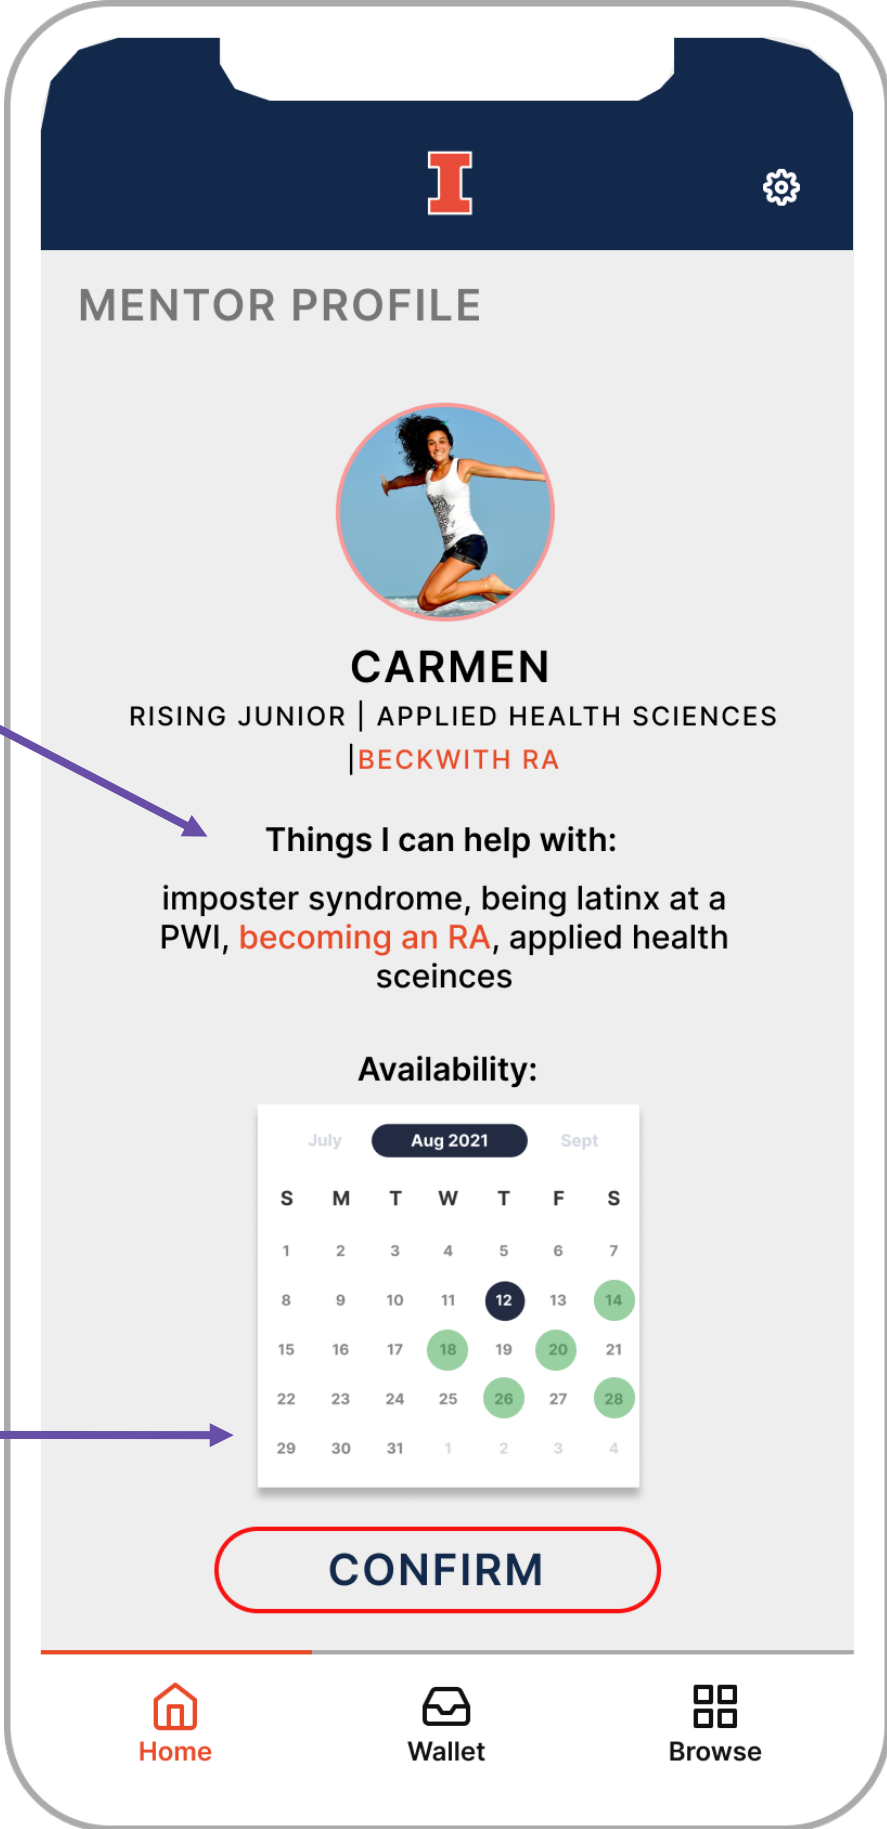 I
MENTOR PROFILE
CARMEN
RISING JUNIOR | APPLIED HEALTH SCIENCES
|BECKWITH RA
Things I can help with:
imposter syndrome, being latinx at a
PWI, becoming an RA, applied health
sceinces
Availability:
July Aug 2021 Sept
S M T W T F S
1 2 3 4 5 6 7
8 9 10 11 12 13 14
15 16 17 18 19 20 21
22 23 24 25 26 27 28
29 30 31 1 2 3 4
CONFIRM
Home Wallet Browse